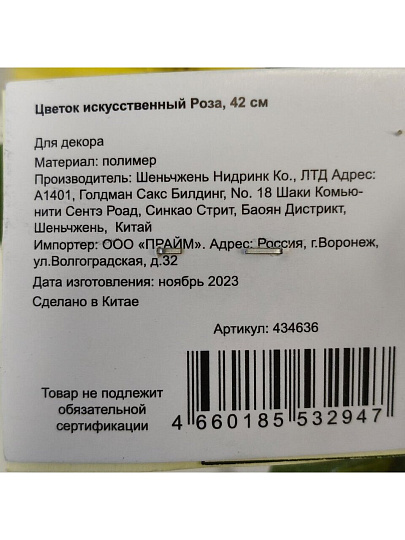 Цветок искусственный Роза, 42 см
Для декора
Материал: полимер
Производитель: Шеньчжень Нидринк Ко., ЛТД Адрес:
А1401, Голдман Сакс Билдинг, No. 18 Шаки Комью-
нити Сентэ Роад, Синкао Стрит, Баоян Дистрикт,
Шеньчжень, Китай
Импортер: ООО «ПРАЙМ». Адрес: Россия, г.Воронеж,
ул.Волгоградская, д.32
Дата изготовления: ноябрь 2023
Сделано в Китае
Артикул: 434636
Товар не подлежит
обязательной
сертификации
4 660185 532947